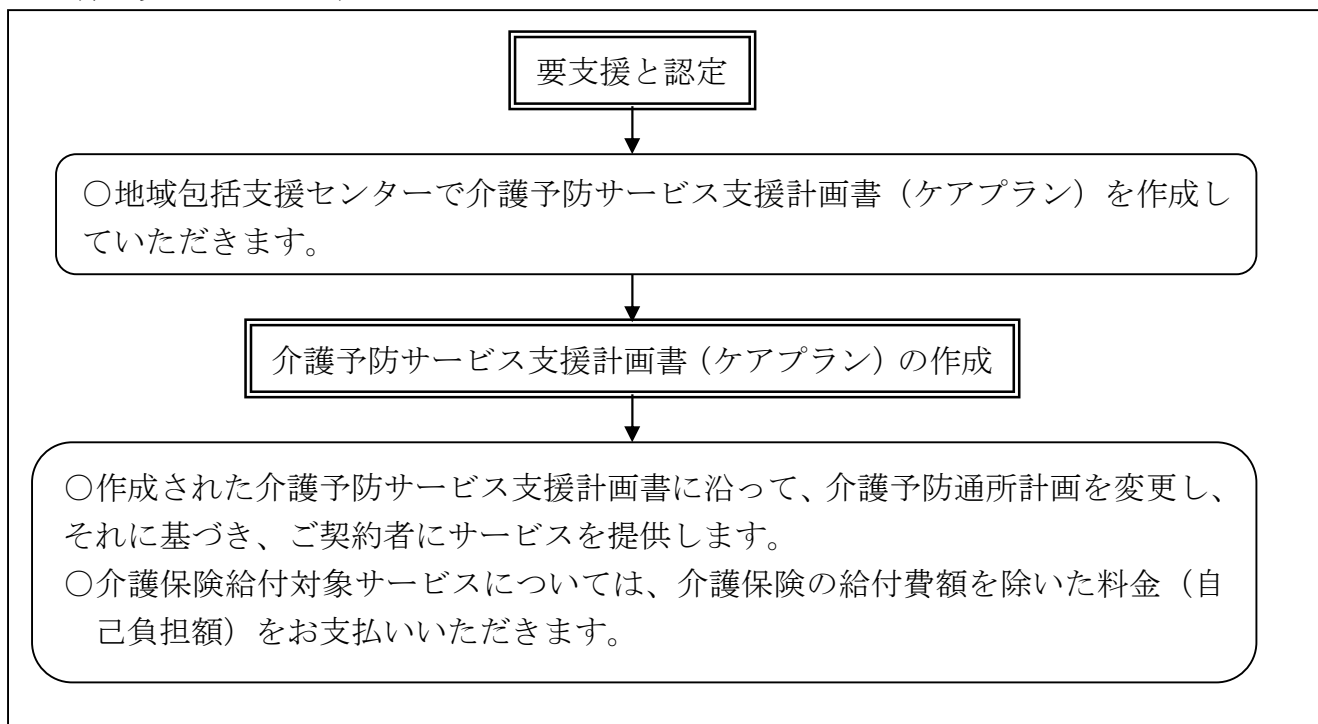 要支援と認定
○地域包括支援センターで介護予防サービス支援計画書（ケアプラン）を作成し
ていただきます。
介護予防サービス支援計画書（ケアプラン）の作成
○作成された介護予防サービス支援計画書に沿って、介護予防通所計画を変更し、
それに基づき、ご契約者にサービスを提供します。
○介護保険給付対象サービスについては、介護保険の給付費額を除いた料金（自
己負担額）をお支払いいただきます。